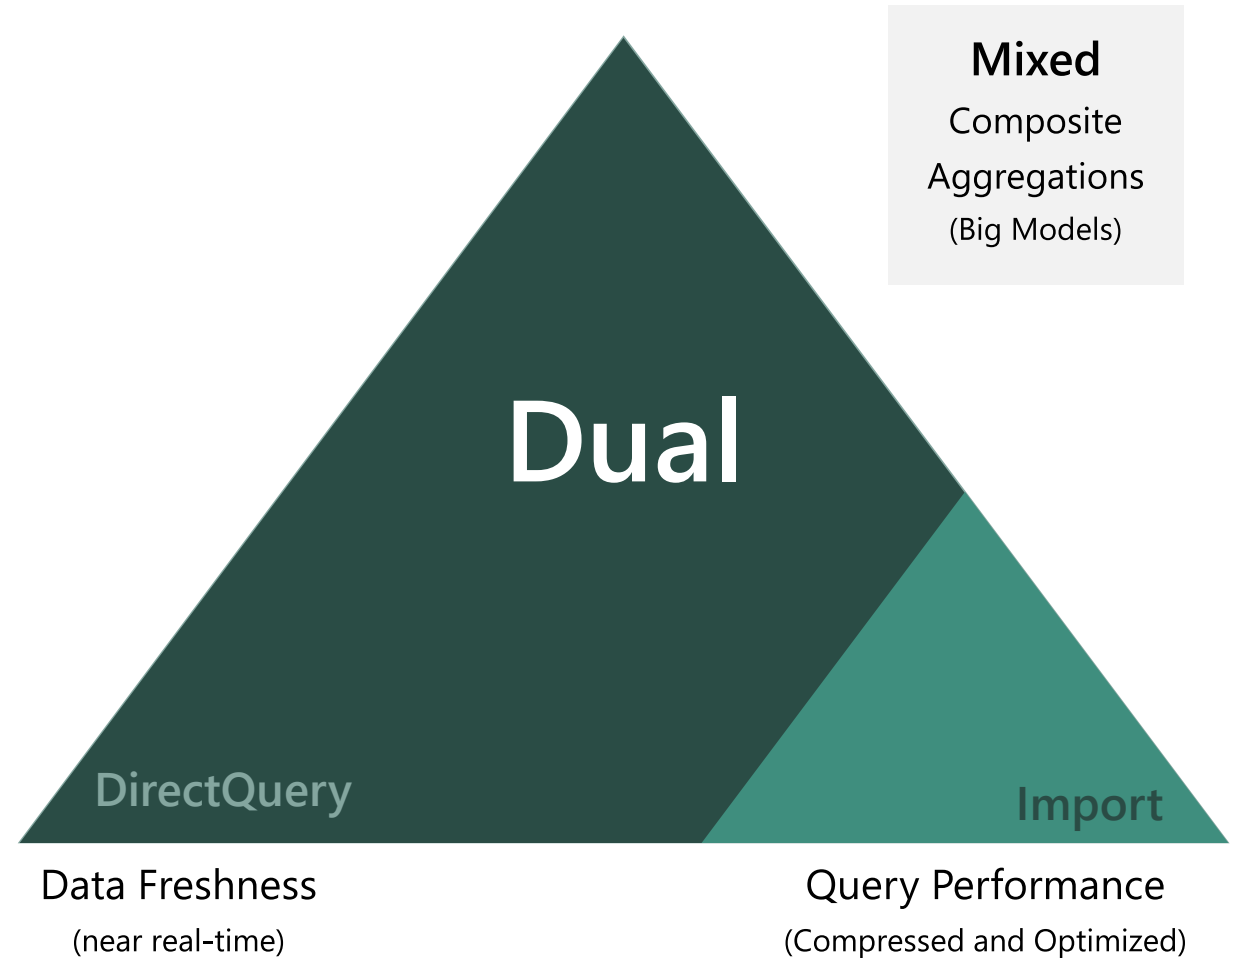 Mixed
Composite
Aggregations
(Big Models)
Dual
DirectQuery
Import
Data Freshness
(near real-time)
Query Performance
(Compressed and Optimized)